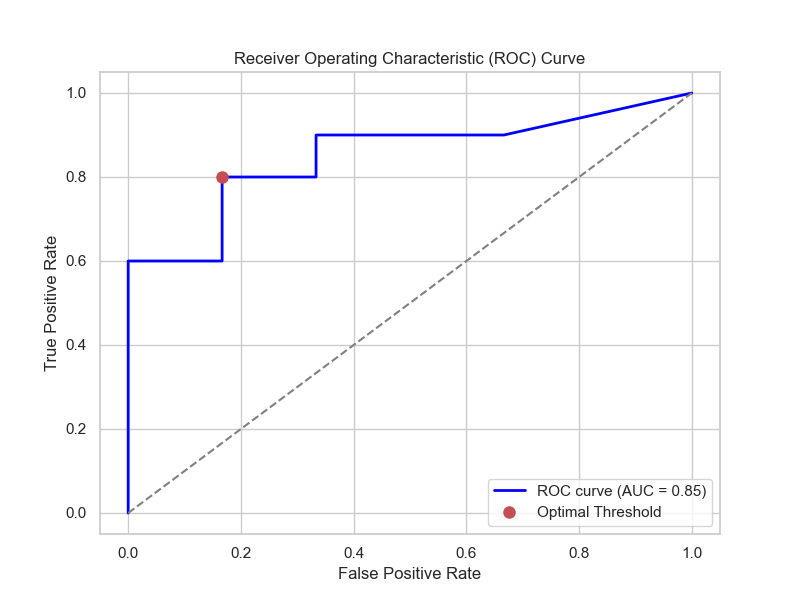 Receiver Operating Characteristic (ROC) Curve
True Positive Rate
1.0
0.8
0.6
0.4
0.2
0.0
ROC curve (AUC = 0.85)
Optimal Threshold
0.0 0.2 0.4 0.6 0.8 1.0
False Positive Rate